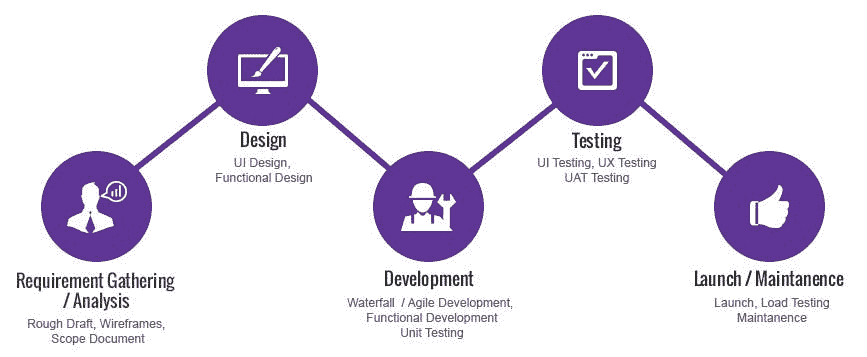 Requirement Gathering
/ Analysis
Rough Draft, Wireframes,
Scope Document
Design
UI Design,
Functional Design
Development
Waterfall / Agile Development,
Functional Development
Unit Testing
Testing
UI Testing, UX Testing
UAT Testing
Launch / Maintanence
Launch, Load Testing
Maintanence